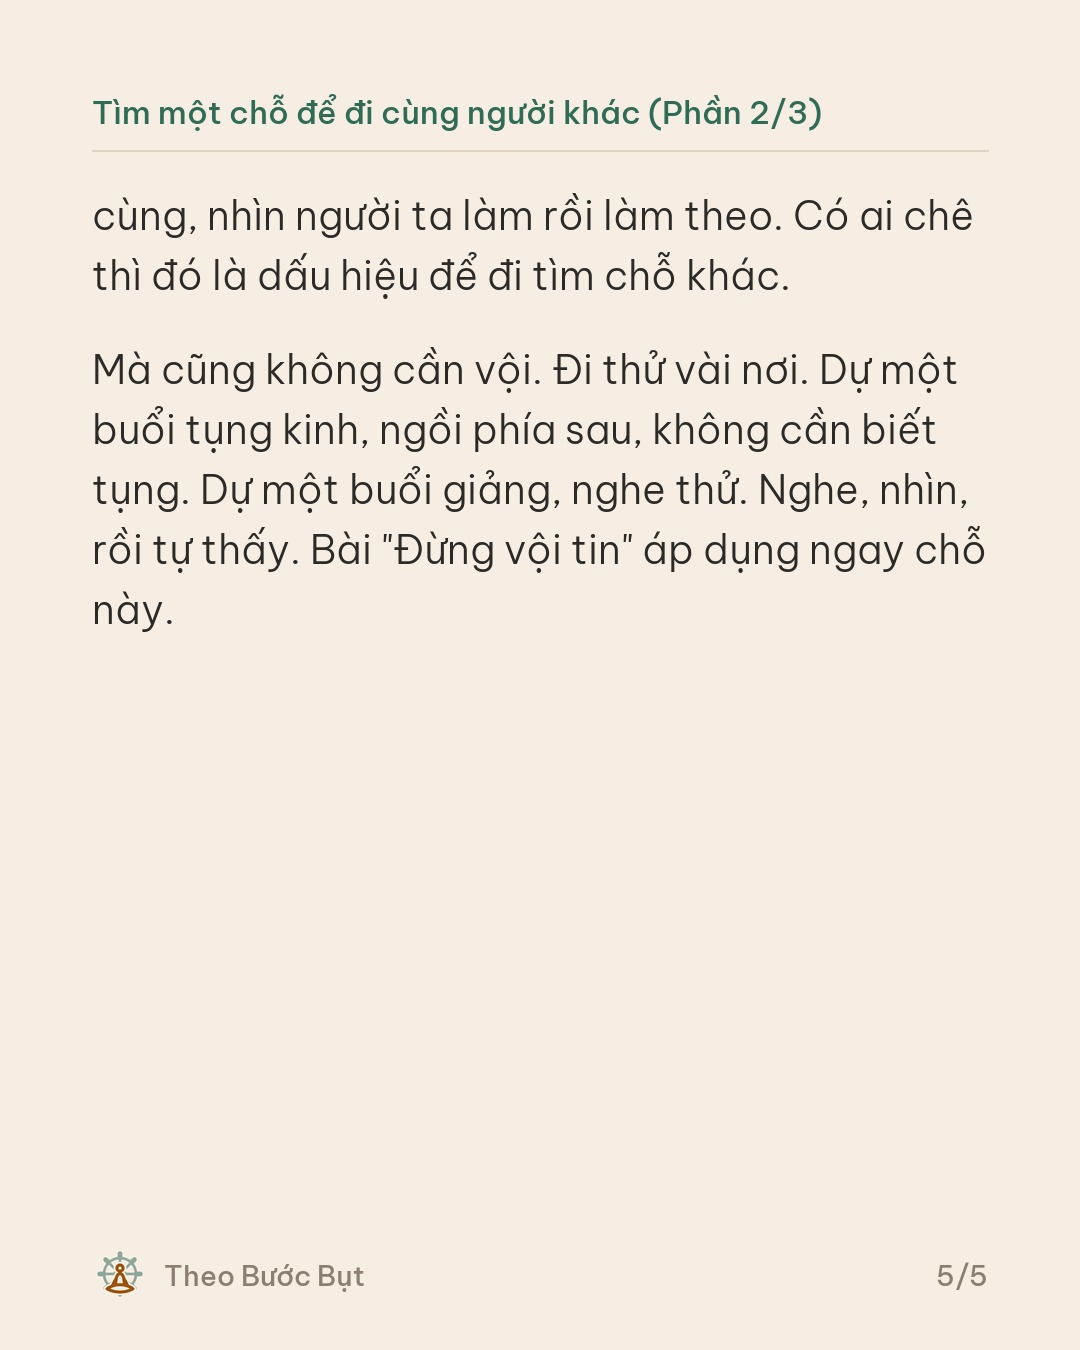 Tìm một chỗ để đi cùng người khác (Phần 2/3)
cùng, nhìn người ta làm rồi làm theo. Có ai chê
thì đó là dấu hiệu để đi tìm chỗ khác.
Mà cũng không cần vội. Đi thử vài nơi. Dự một
buổi tụng kinh, ngồi phía sau, không cần biết
tụng. Dự một buổi giảng, nghe thử. Nghe, nhìn,
rồi tự thấy. Bài "Đừng vội tin" áp dụng ngay chỗ
này.
Theo Bước Bụt
5/5